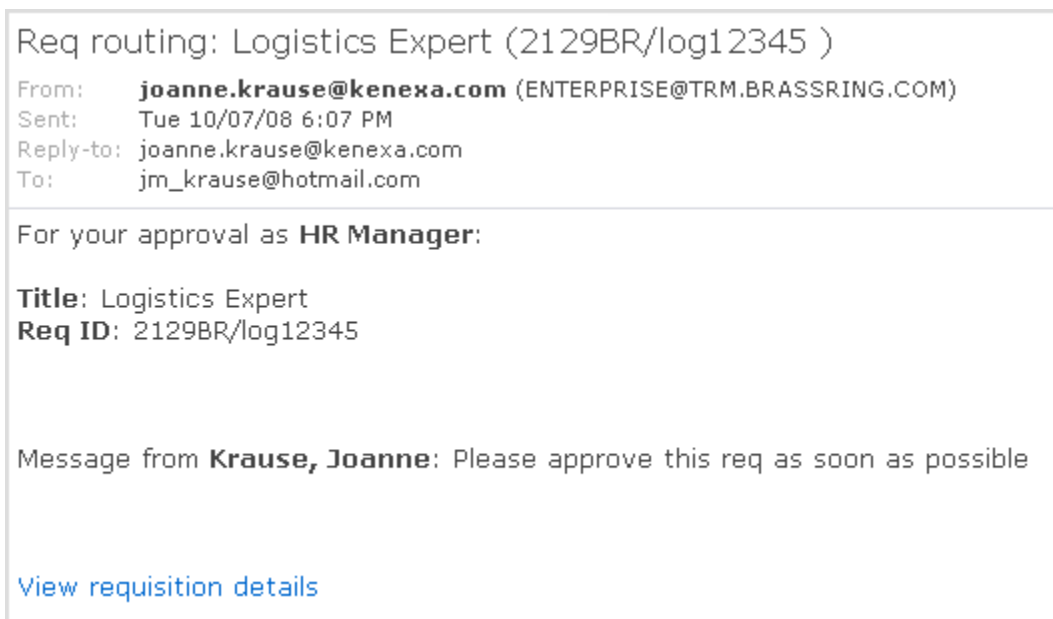 Req routing: Logistics Expert (2129BR/log12345 )
From: joanne.krause@kenexa.com (ENTERPRISE@TRM.BRASSRING.COM)
Sent: Tue 10/07/08 6:07 PM
Reply-to: joanne.krause@kenexa.com
To: jm_krause@hotmail.com
For your approval as HR Manager:
Title: Logistics Expert
Req ID: 2129BR/log12345
Message from Krause, Joanne: Please approve this req as soon as possible
View requisition details